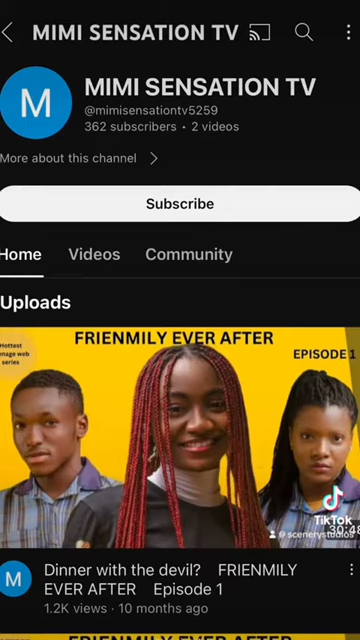 MIMI SENSATION TV
M
MIMI SENSATION TV
@mimisensationtv5259
362 subscribers • 2 videos
More about this channel
Subscribe
Home Videos Community
Uploads
Hottest
enage web
series
FRIENMILY EVER AFTER
EPISODE 1
TikTok
@scenerystudios
30:48
M
Dinner with the devil? FRIENMILY
EVER AFTER Episode 1
1.2K views · 10 months ago